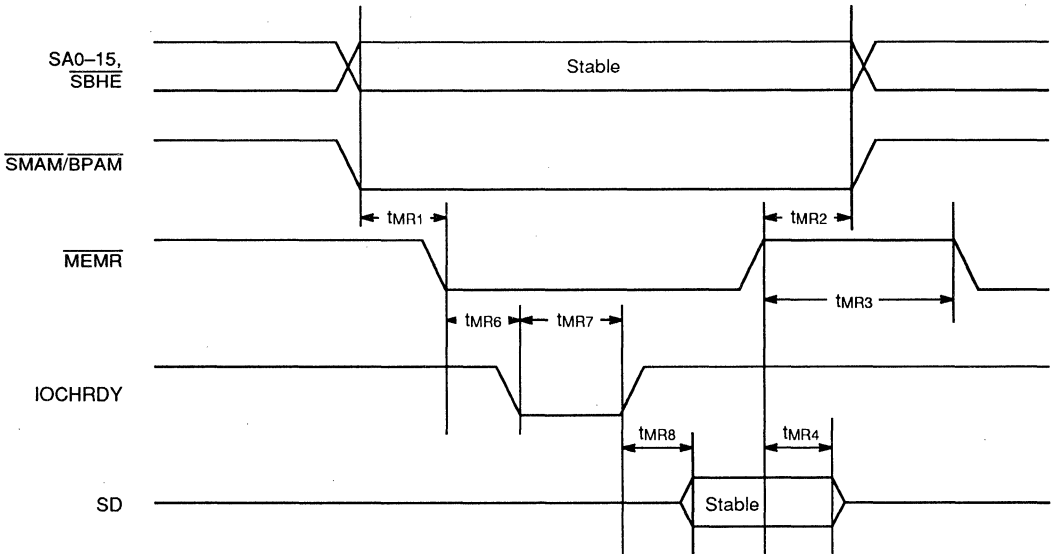 SA0–15,
SBHE
Stable
SMAM/BPAM
tMR1
tMR2
MEMR
tMR3
tMR6
tMR7
IOCHRDY
tMR8
tMR4
SD
Stable